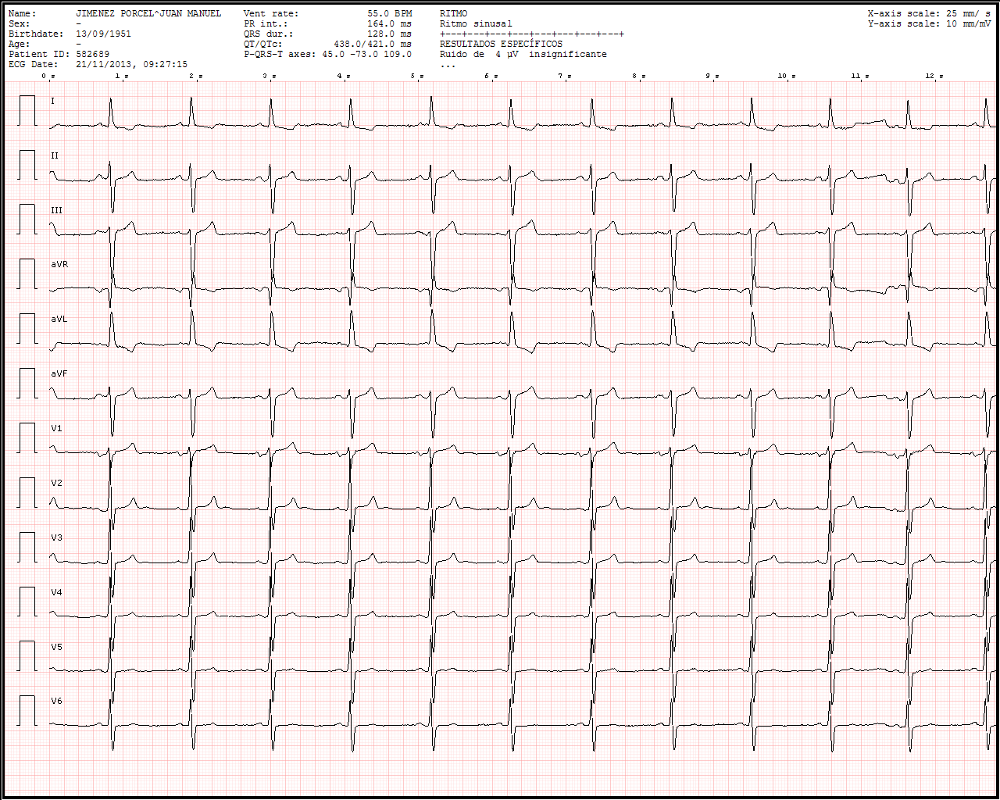 Name: JIMENEZ PORCEL^JUAN MANUEL Vent rate: 55.0 BPM RITMO X-axis scale: 25 mm/ s
Sex: - PR int.: 164.0 ms Ritmo sinusal Y-axis scale: 10 mm/mV
Birthdate: 13/09/1951 QRS dur.: 128.0 ms +---+---+---+---+---+---+---+---+
Age: - QT/QTc: 438.0/421.0 ms RESULTADOS ESPECÍFICOS
Patient ID: 582689 P-QRS-T axes: 45.0 -73.0 109.0 Ruido de 4 µV insignificante
ECG Date: 21/11/2013, 09:27:15 ...
0 s 1 s 2 s 3 s 4 s 5 s 6 s 7 s 8 s 9 s 10 s 11 s 12 s
I
II
III
aVR
aVL
aVF
V1
V2
V3
V4
V5
V6